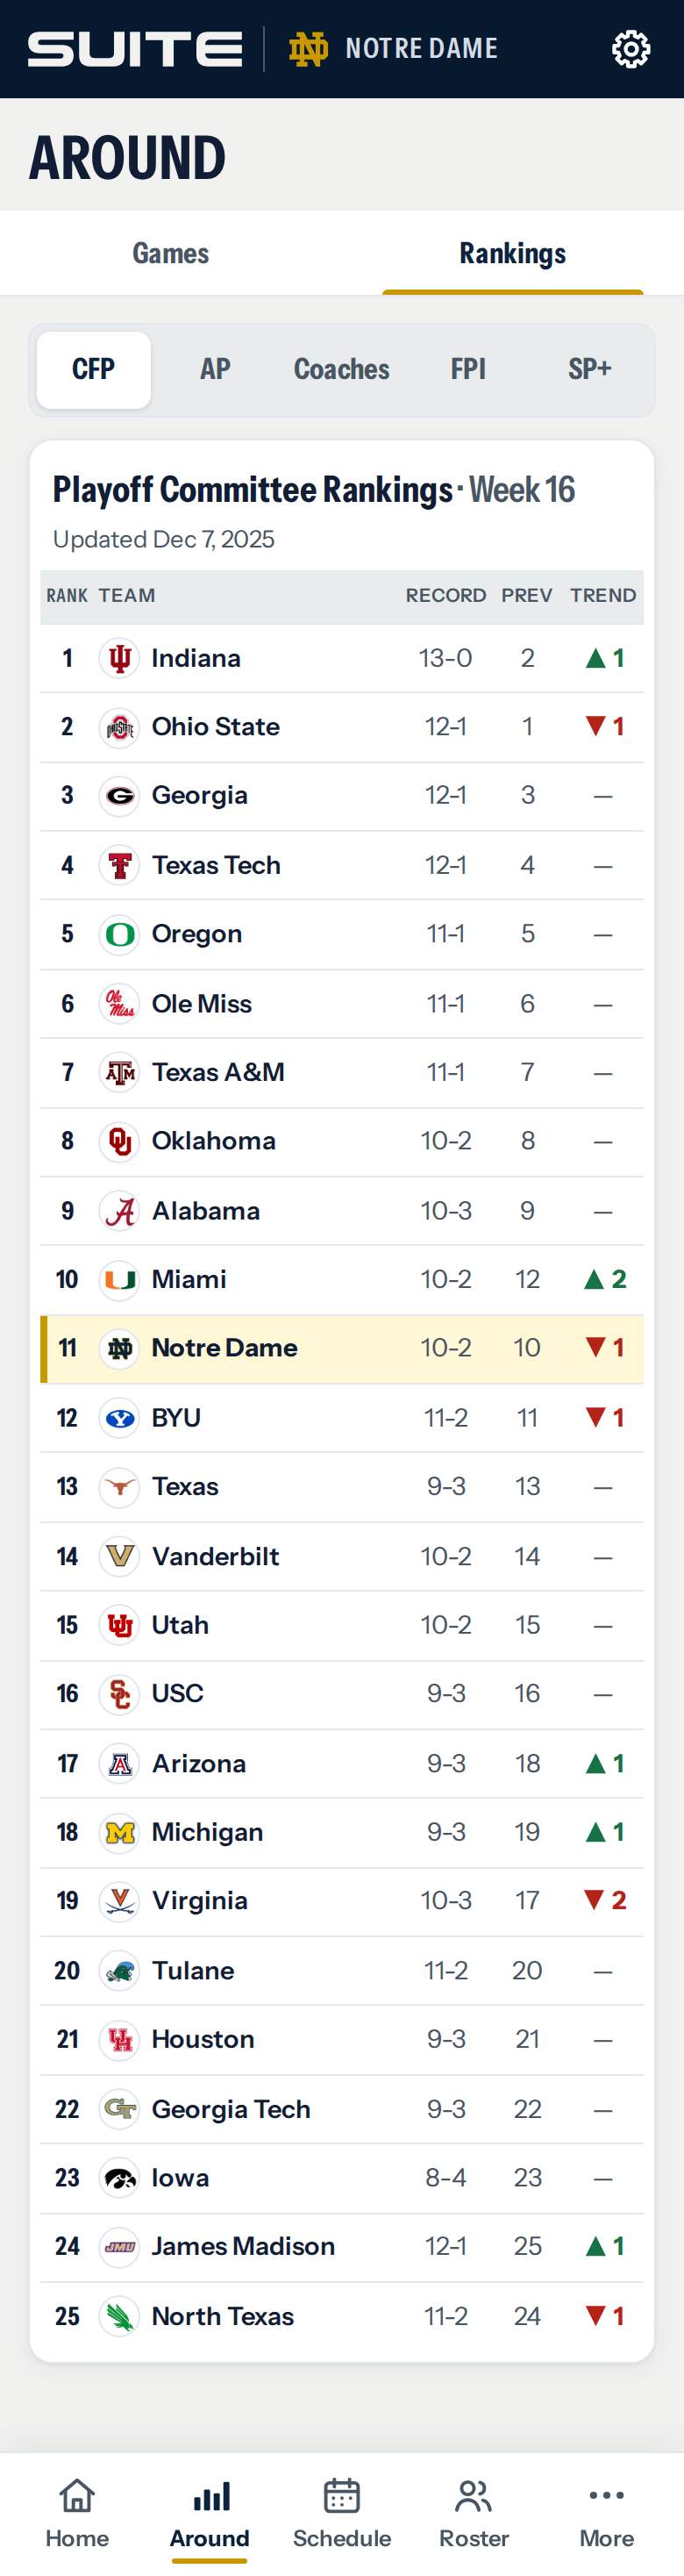 SUITE NOTRE DAME
AROUND
Games Rankings
CFP AP Coaches FPI SP+
Playoff Committee Rankings · Week 16
Updated Dec 7, 2025
RANK TEAM RECORD PREV TREND
1 Indiana 13-0 2 ▲ 1
2 Ohio State 12-1 1 ▼ 1
3 Georgia 12-1 3 —
4 Texas Tech 12-1 4 —
5 Oregon 11-1 5 —
6 Ole Miss 11-1 6 —
7 Texas A&M 11-1 7 —
8 Oklahoma 10-2 8 —
9 Alabama 10-3 9 —
10 Miami 10-2 12 ▲ 2
11 Notre Dame 10-2 10 ▼ 1
12 BYU 11-2 11 ▼ 1
13 Texas 9-3 13 —
14 Vanderbilt 10-2 14 —
15 Utah 10-2 15 —
16 USC 9-3 16 —
17 Arizona 9-3 18 ▲ 1
18 Michigan 9-3 19 ▲ 1
19 Virginia 10-3 17 ▼ 2
20 Tulane 11-2 20 —
21 Houston 9-3 21 —
22 Georgia Tech 9-3 22 —
23 Iowa 8-4 23 —
24 James Madison 12-1 25 ▲ 1
25 North Texas 11-2 24 ▼ 1
Home Around Schedule Roster More